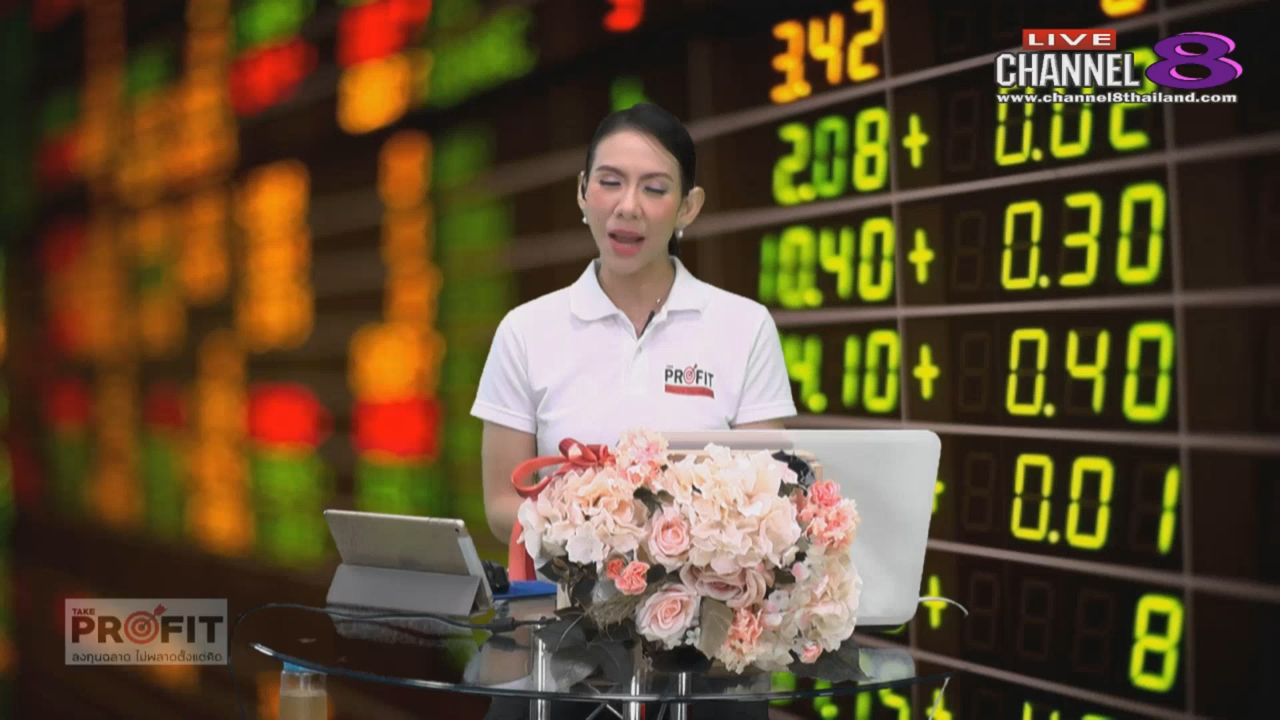 LIVE
CHANNEL 8
www.channel8thailand.com
3.42
2.08 + 0.02
10.40 + 0.30
4.10 + 0.40
0.01
+ 8
PROFIT
TAKE
PROFIT
ลงทุนฉลาด ไม่พลาดตั้งแต่คิด